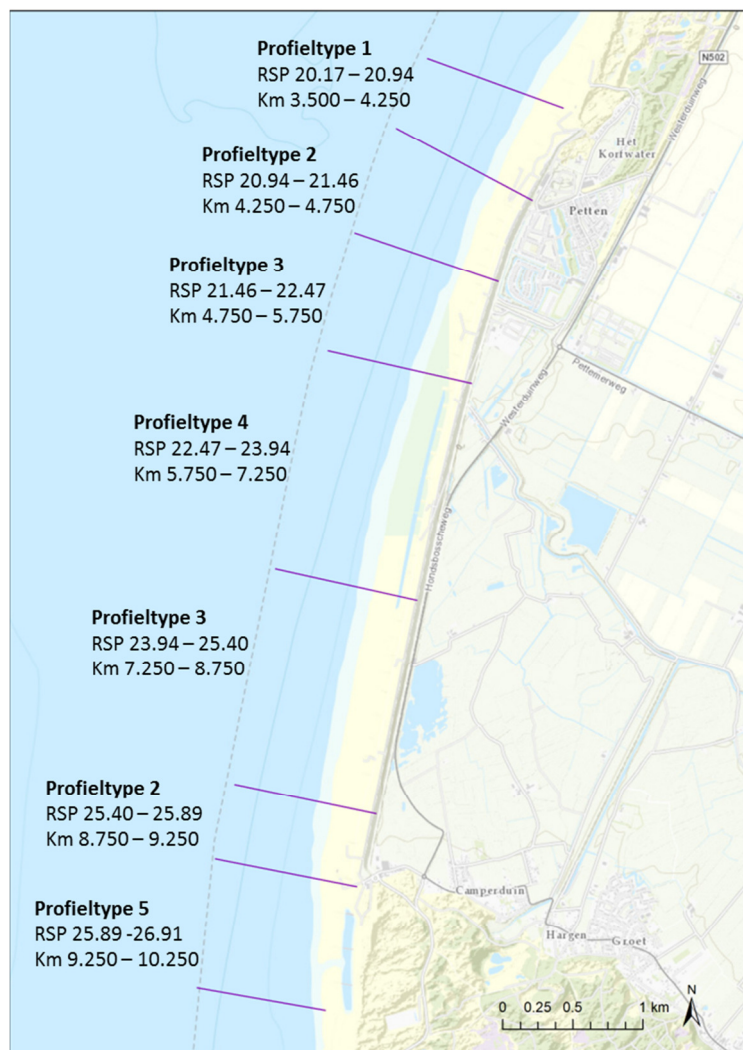 Profieltype 1
RSP 20.17 – 20.94
Km 3.500 – 4.250
N502
Westerduinweg
Het
Korfwater
Profieltype 2
RSP 20.94 – 21.46
Km 4.250 – 4.750
Petten
Profieltype 3
RSP 21.46 – 22.47
Km 4.750 – 5.750
Pettemerweg
Westerduinweg
Profieltype 4
RSP 22.47 – 23.94
Km 5.750 – 7.250
Hondsbosscheweg
Profieltype 3
RSP 23.94 – 25.40
Km 7.250 – 8.750
Profieltype 2
RSP 25.40 – 25.89
Km 8.750 – 9.250
Camperduin
Profieltype 5
RSP 25.89 -26.91
Km 9.250 – 10.250
Hargen
Groet
N
0 0.25 0.5 1 km